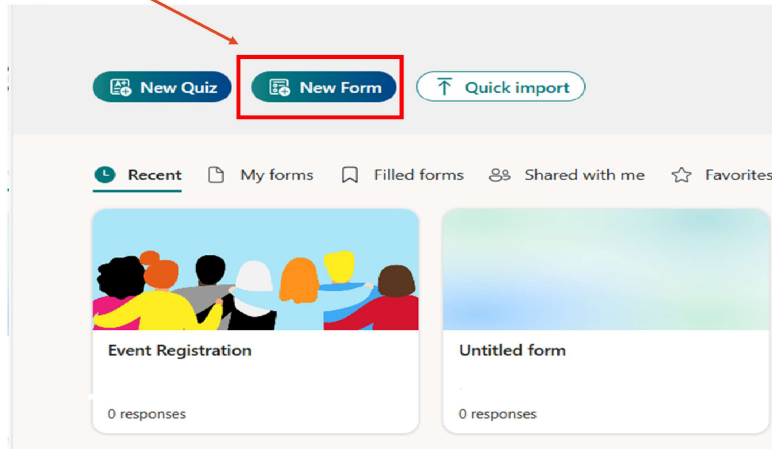 New Quiz New Form Quick import
Recent My forms Filled forms Shared with me Favorites
Event Registration Untitled form
0 responses 0 responses